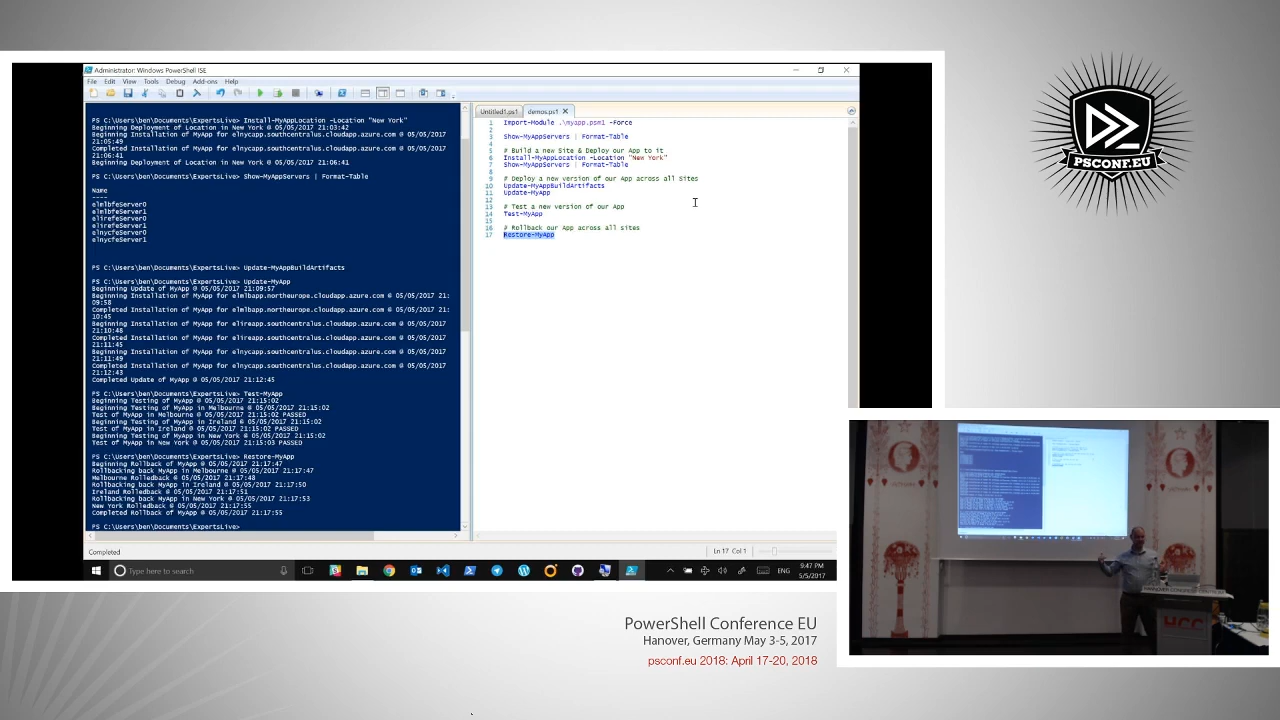 Administrator: Windows PowerShell ISE
File Edit View Tools Debug Add-ons Help
PS C:\Users\ben\Documents\ExpertsLive> Install-MyAppLocation -Location "New York"
Beginning Deployment of Location in New York @ 05/05/2017 21:03:42
Beginning Installation of MyApp for elnycapp.southcentralus.cloudapp.azure.com @ 05/05/2017
21:05:49
Completed Installation of MyApp for elnycapp.southcentralus.cloudapp.azure.com @ 05/05/2017
21:06:41
Beginning Deployment of Location in New York @ 05/05/2017 21:06:41
PS C:\Users\ben\Documents\ExpertsLive> Show-MyAppServers | Format-Table
Name
----
elmlbfeServer0
elmlbfeServer1
elirefeServer0
elirefeServer1
elnycfeServer0
elnycfeServer1
PS C:\Users\ben\Documents\ExpertsLive> Update-MyAppBuildArtifacts
PS C:\Users\ben\Documents\ExpertsLive> Update-MyApp
Beginning Update of MyApp @ 05/05/2017 21:09:57
Beginning Installation of MyApp for elmlbapp.northeurope.cloudapp.azure.com @ 05/05/2017 21:
09:58
Completed Installation of MyApp for elmlbapp.northeurope.cloudapp.azure.com @ 05/05/2017 21:
10:45
Beginning Installation of MyApp for elireapp.southcentralus.cloudapp.azure.com @ 05/05/2017
21:10:48
Completed Installation of MyApp for elireapp.southcentralus.cloudapp.azure.com @ 05/05/2017
21:11:45
Beginning Installation of MyApp for elnycapp.southcentralus.cloudapp.azure.com @ 05/05/2017
21:11:49
Completed Installation of MyApp for elnycapp.southcentralus.cloudapp.azure.com @ 05/05/2017
21:12:43
Completed Update of MyApp @ 05/05/2017 21:12:45
PS C:\Users\ben\Documents\ExpertsLive> Test-MyApp
Beginning Testing of MyApp @ 05/05/2017 21:15:02
Beginning Testing of MyApp in Melbourne @ 05/05/2017 21:15:02
Test of MyApp in Melbourne @ 05/05/2017 21:15:02 PASSED
Beginning Testing of MyApp in Ireland @ 05/05/2017 21:15:02
Test of MyApp in Ireland @ 05/05/2017 21:15:02 PASSED
Beginning Testing of MyApp in New York @ 05/05/2017 21:15:02
Test of MyApp in New York @ 05/05/2017 21:15:03 PASSED
PS C:\Users\ben\Documents\ExpertsLive> Restore-MyApp
Beginning Rollback of MyApp @ 05/05/2017 21:17:47
Rollbacking back MyApp in Melbourne @ 05/05/2017 21:17:47
Melbourne Rolledback @ 05/05/2017 21:17:48
Rollbacking back MyApp in Ireland @ 05/05/2017 21:17:50
Ireland Rolledback @ 05/05/2017 21:17:51
Rollbacking back MyApp in New York @ 05/05/2017 21:17:53
New York Rolledback @ 05/05/2017 21:17:55
Completed Rollback of MyApp @ 05/05/2017 21:17:55
PS C:\Users\ben\Documents\ExpertsLive>
Untitled1.ps1 demos.ps1
1 Import-Module .\myapp.psm1 -Force
2
3 Show-MyAppServers | Format-Table
4
5 # Build a new Site & Deploy our App to it
6 Install-MyAppLocation -Location "New York"
7 Show-MyAppServers | Format-Table
8
9 # Deploy a new version of our App across all Sites
10 Update-MyAppBuildArtifacts
11 Update-MyApp
12
13 # Test a new version of our App
14 Test-MyApp
15
16 # Rollback our App across all sites
17 Restore-MyApp
Completed
Ln 17 Col 1
Type here to search
ENG
9:47 PM
5/5/2017
PSCONF.EU
HANNOVER CONGRESS CENTRUM
HCC
PowerShell Conference EU
Hanover, Germany May 3-5, 2017
psconf.eu 2018: April 17-20, 2018